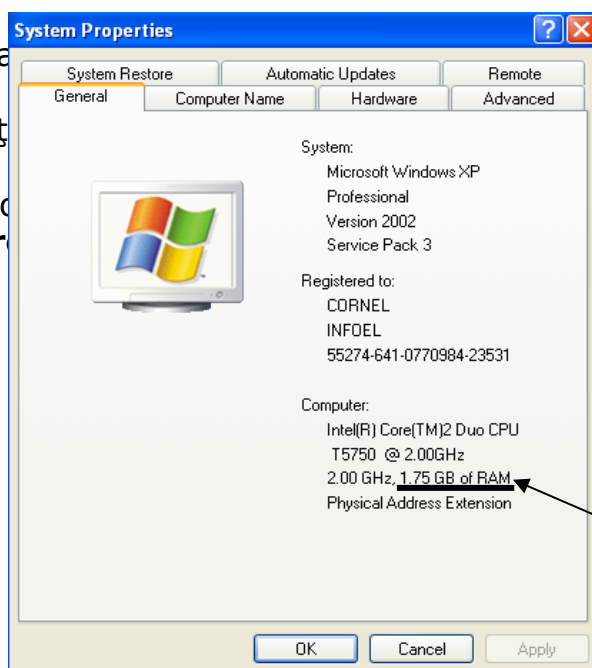 System Properties
System Restore
Automatic Updates
Remote
General
Computer Name
Hardware
Advanced
System:
Microsoft Windows XP
Professional
Version 2002
Service Pack 3
Registered to:
CORNEL
INFOEL
55274-641-0770984-23531
Computer:
Intel(R) Core(TM)2 Duo CPU
T5750 @ 2.00GHz
2.00 GHz, 1.75 GB of RAM
Physical Address Extension
OK
Cancel
Apply